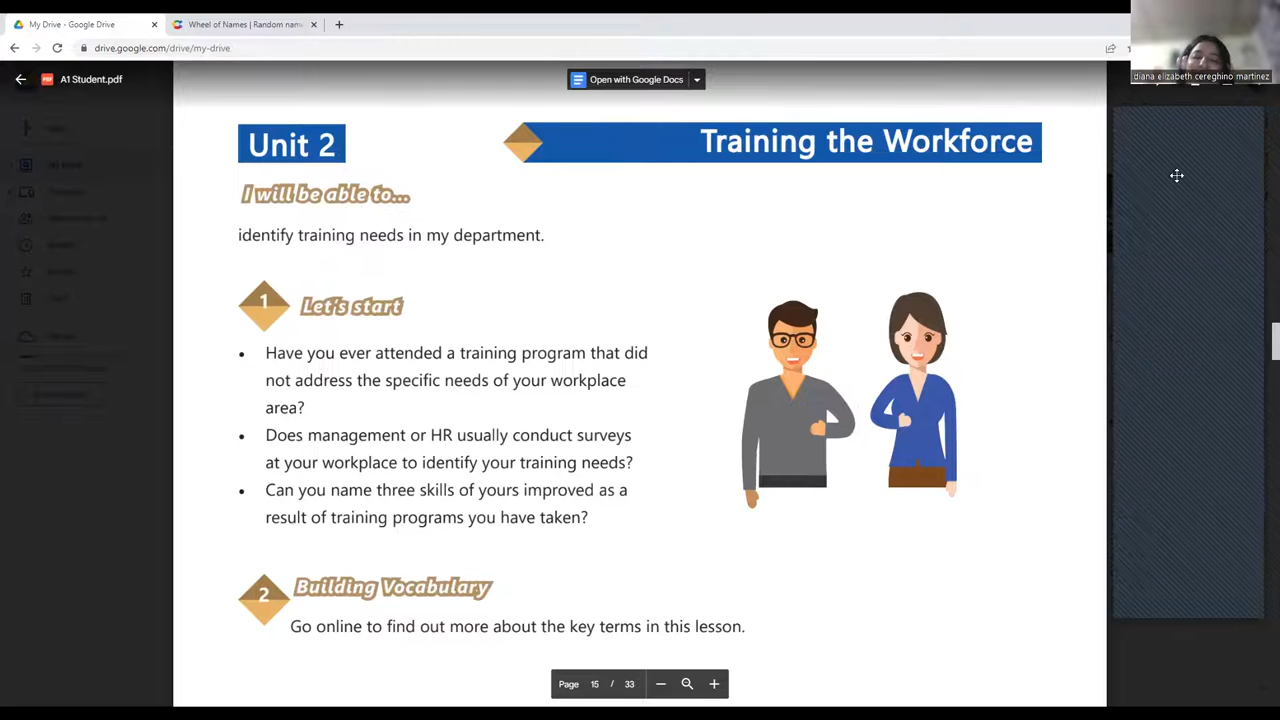 My Drive - Google Drive
Wheel of Names | Random nam
drive.google.com/drive/my-drive
diana elizabeth cereghino martinez
PDF
A1 Student.pdf
Open with Google Docs
Unit 2
Training the Workforce
I will be able to...
identify training needs in my department.
1
Let's start
• Have you ever attended a training program that did
not address the specific needs of your workplace
area?
• Does management or HR usually conduct surveys
at your workplace to identify your training needs?
• Can you name three skills of yours improved as a
result of training programs you have taken?
2
Building Vocabulary
Go online to find out more about the key terms in this lesson.
Page 15 / 33